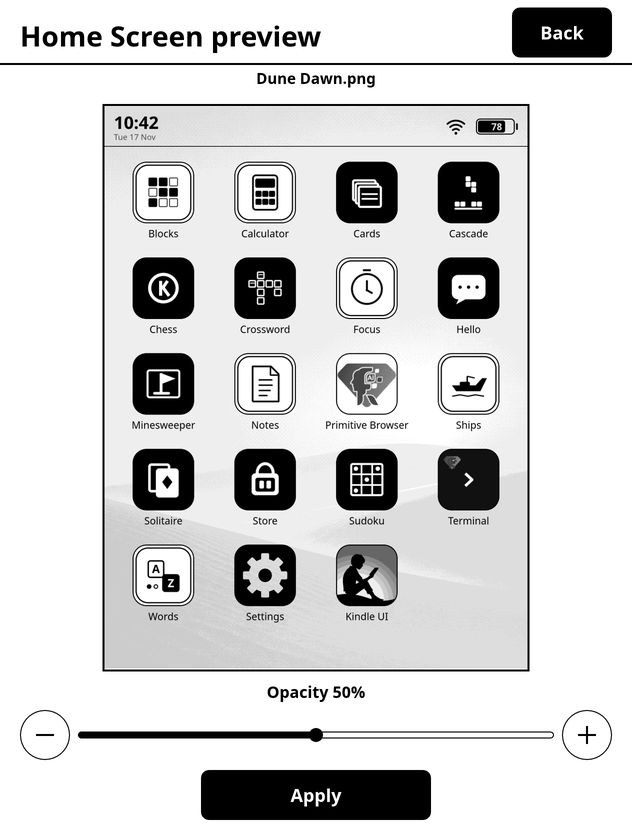 Home Screen preview
Back
Dune Dawn.png
10:42
Tue 17 Nov
78
Blocks
Calculator
Cards
Cascade
K
Chess
Crossword
Focus
Hello
Minesweeper
Notes
AI
Primitive Browser
Ships
Solitaire
Store
Sudoku
Terminal
A
Z
Words
Settings
Kindle UI
Opacity 50%
Apply